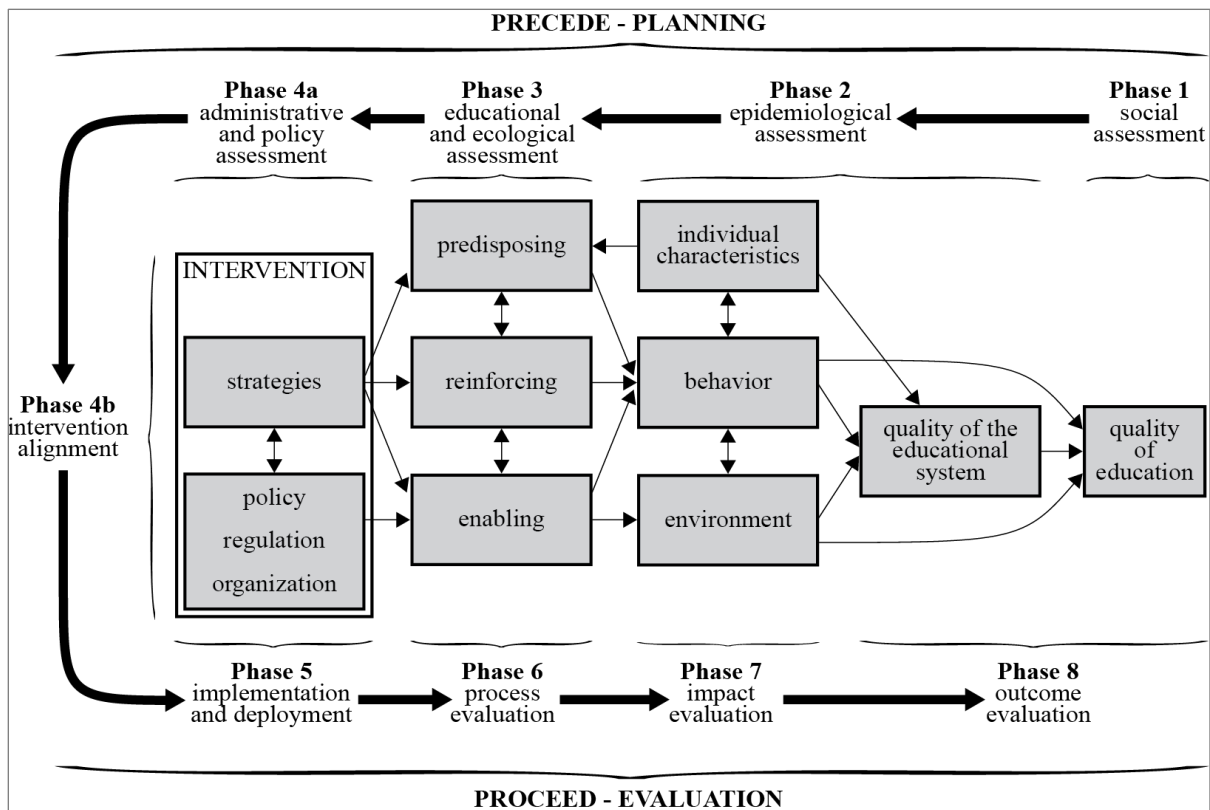 PRECEDE - PLANNING
Phase 4a
administrative
and policy
assessment
Phase 3
educational
and ecological
assessment
Phase 2
epidemiological
assessment
Phase 1
social
assessment
Phase 4b
intervention
alignment
INTERVENTION
strategies
policy
regulation
organization
predisposing
reinforcing
enabling
individual
characteristics
behavior
environment
quality of the
educational
system
quality
of
education
Phase 5
implementation
and deployment
Phase 6
process
evaluation
Phase 7
impact
evaluation
Phase 8
outcome
evaluation
PROCEED - EVALUATION